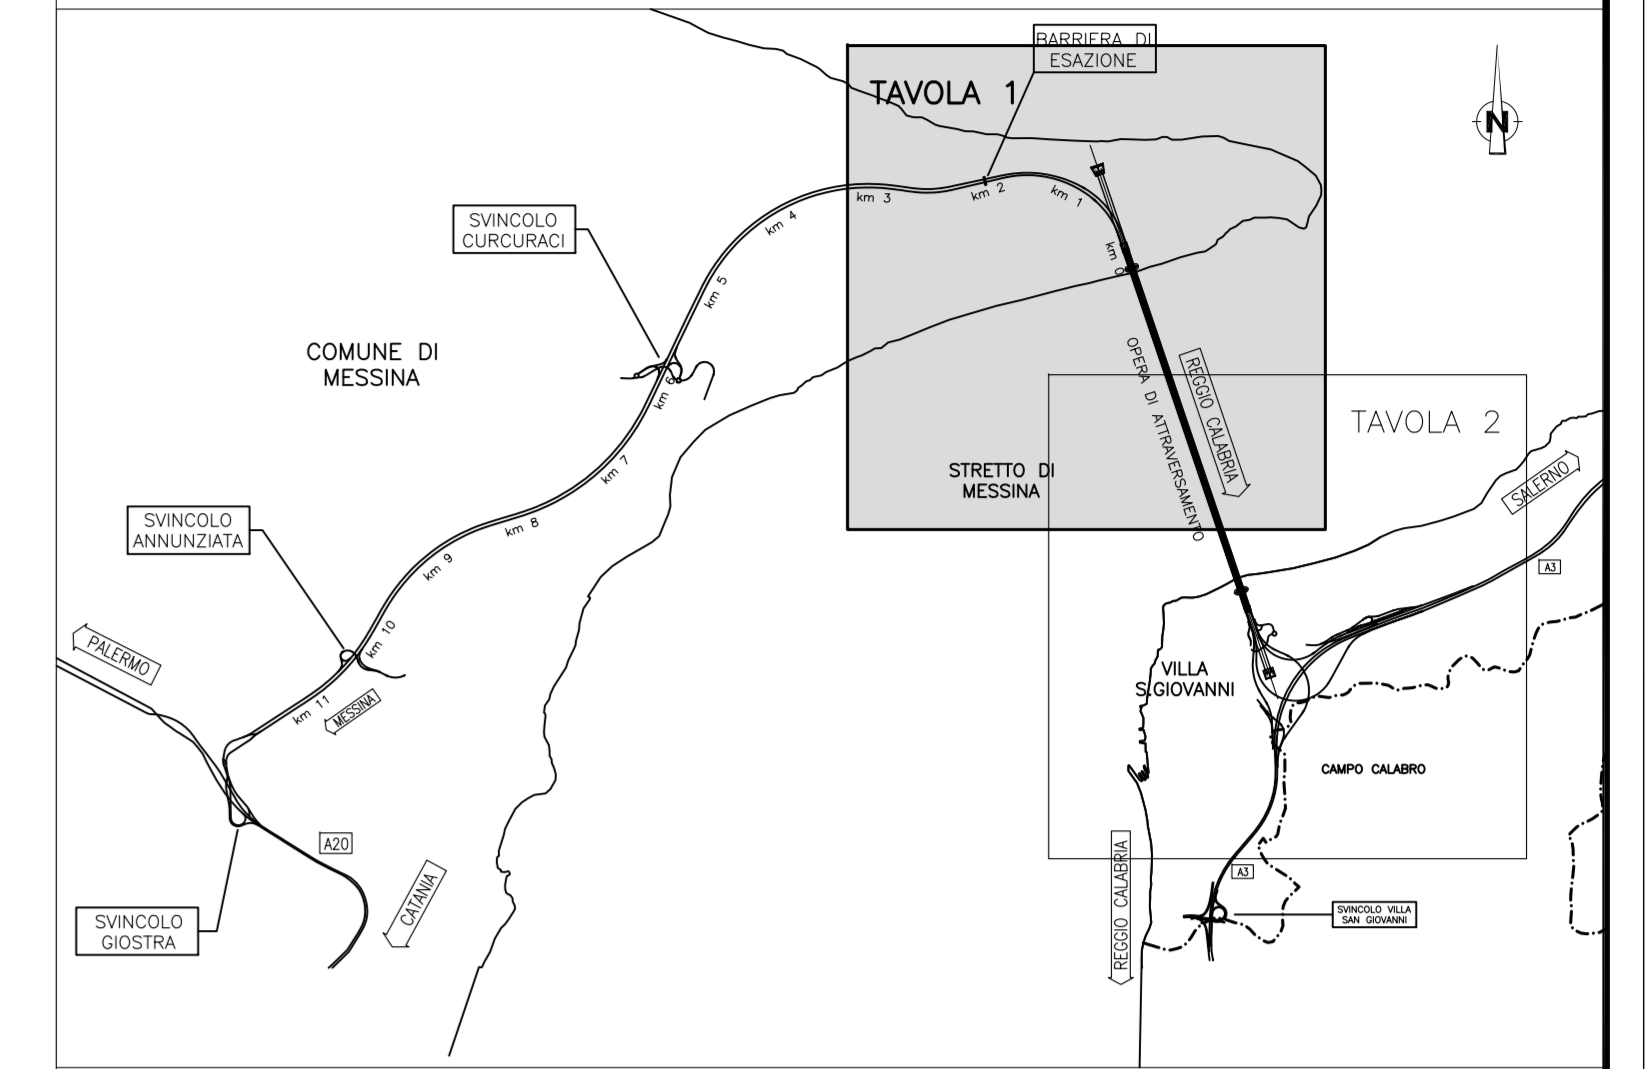 BARRIERA DI
ESAZIONE
TAVOLA 1
N
km 3
km 2
km 1
km 0
km 4
SVINCOLO
CURCURACI
km 5
COMUNE DI
MESSINA
km 6
OPERA DI ATTRAVERSAMENTO
REGGIO CALABRIA
TAVOLA 2
STRETTO DI
MESSINA
SALERNO
km 7
SVINCOLO
ANNUNZIATA
km 8
km 9
A3
km 10
PALERMO
VILLA
S.GIOVANNI
km 11
MESSINA
CAMPO CALABRO
A20
CATANIA
REGGIO CALABRIA
A3
SVINCOLO
GIOSTRA
SVINCOLO VILLA
SAN GIOVANNI